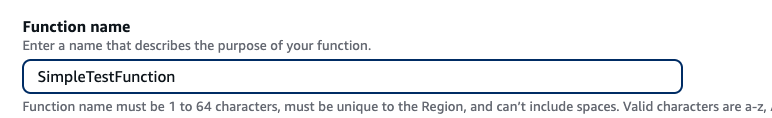 Function name
Enter a name that describes the purpose of your function.
SimpleTestFunction
Function name must be 1 to 64 characters, must be unique to the Region, and can't include spaces. Valid characters are a-z,